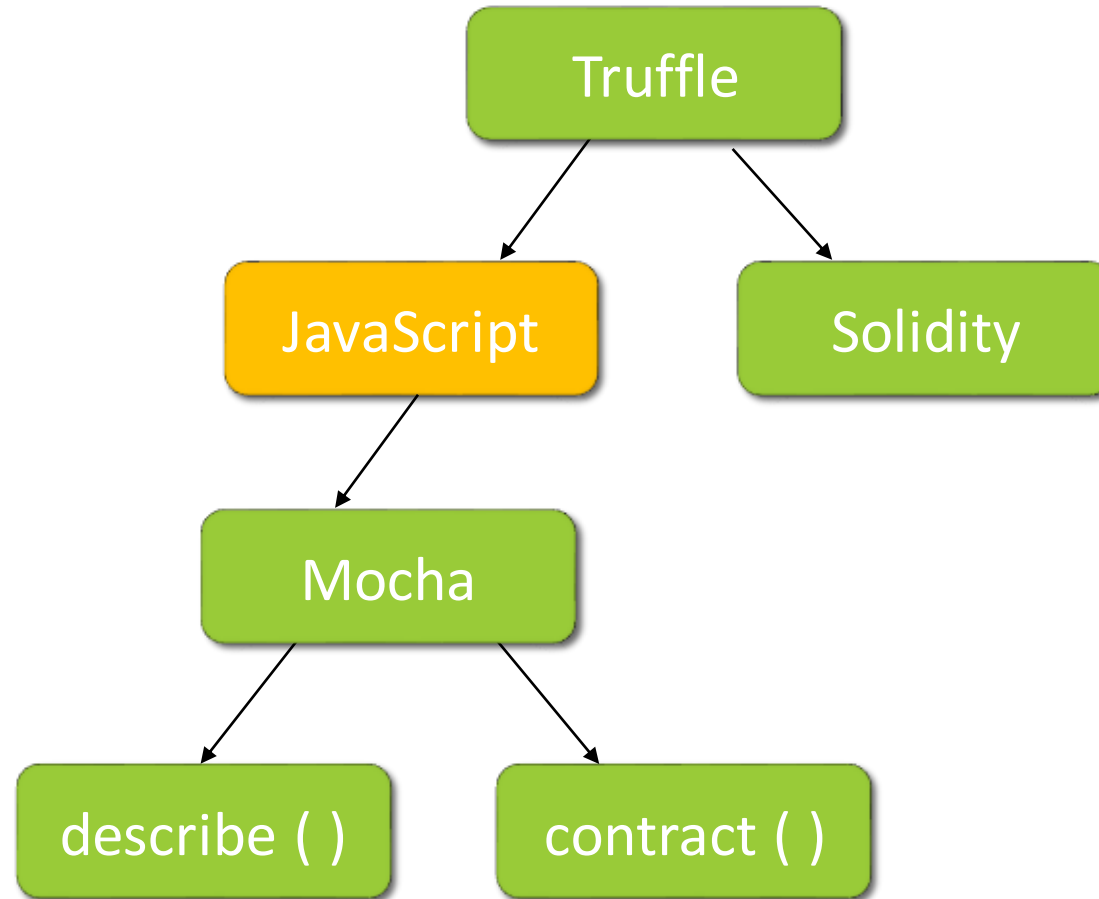 Truffle
JavaScript
Solidity
Mocha
describe ( )
contract ( )